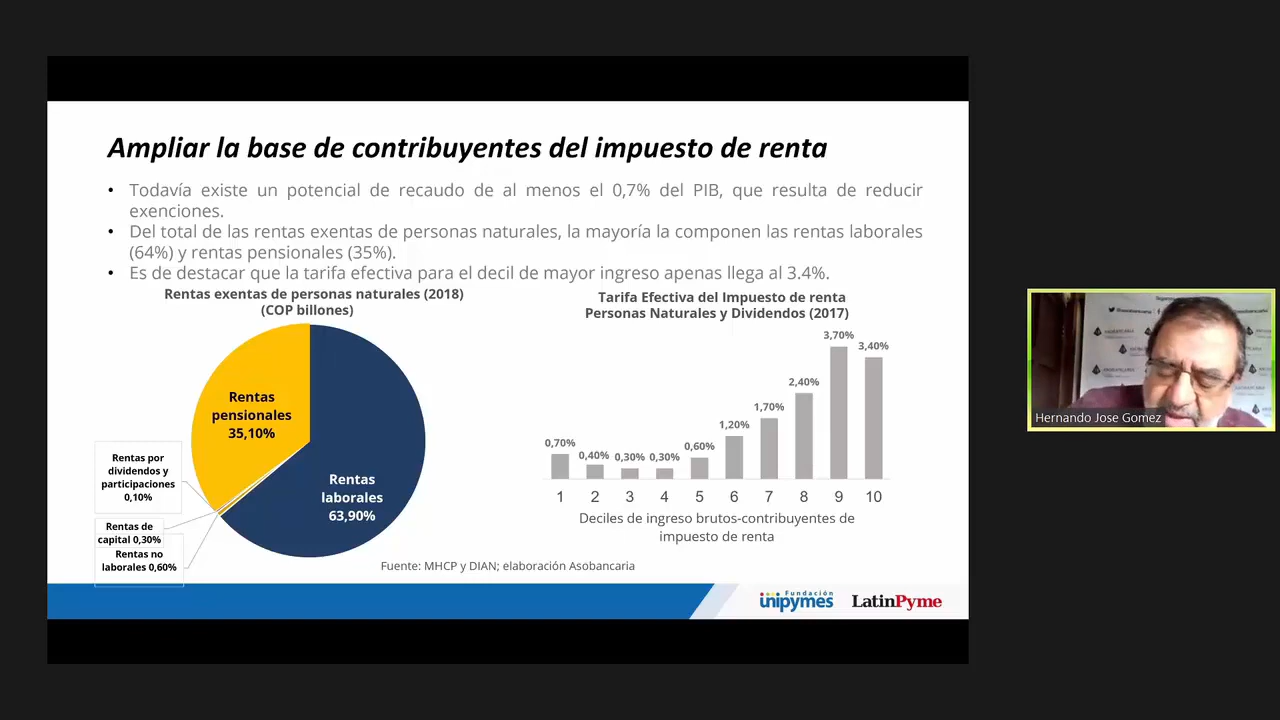 Ampliar la base de contribuyentes del impuesto de renta
• Todavía existe un potencial de recaudo de al menos el 0,7% del PIB, que resulta de reducir
exenciones.
• Del total de las rentas exentas de personas naturales, la mayoría la componen las rentas laborales
(64%) y rentas pensionales (35%).
• Es de destacar que la tarifa efectiva para el decil de mayor ingreso apenas llega al 3.4%.
Rentas exentas de personas naturales (2018)
(COP billones)
Rentas
pensionales
35,10%
Rentas
laborales
63,90%
Rentas por
dividendos y
participaciones
0,10%
Rentas de
capital 0,30%
Rentas no
laborales 0,60%
Tarifa Efectiva del Impuesto de renta
Personas Naturales y Dividendos (2017)
0,70% 0,40% 0,30% 0,30% 0,60% 1,20% 1,70% 2,40% 3,70% 3,40%
1 2 3 4 5 6 7 8 9 10
Deciles de ingreso brutos-contribuyentes de
impuesto de renta
Fuente: MHCP y DIAN; elaboración Asobancaria
Fundación
unipymes
LatinPyme
Hernando Jose Gomez